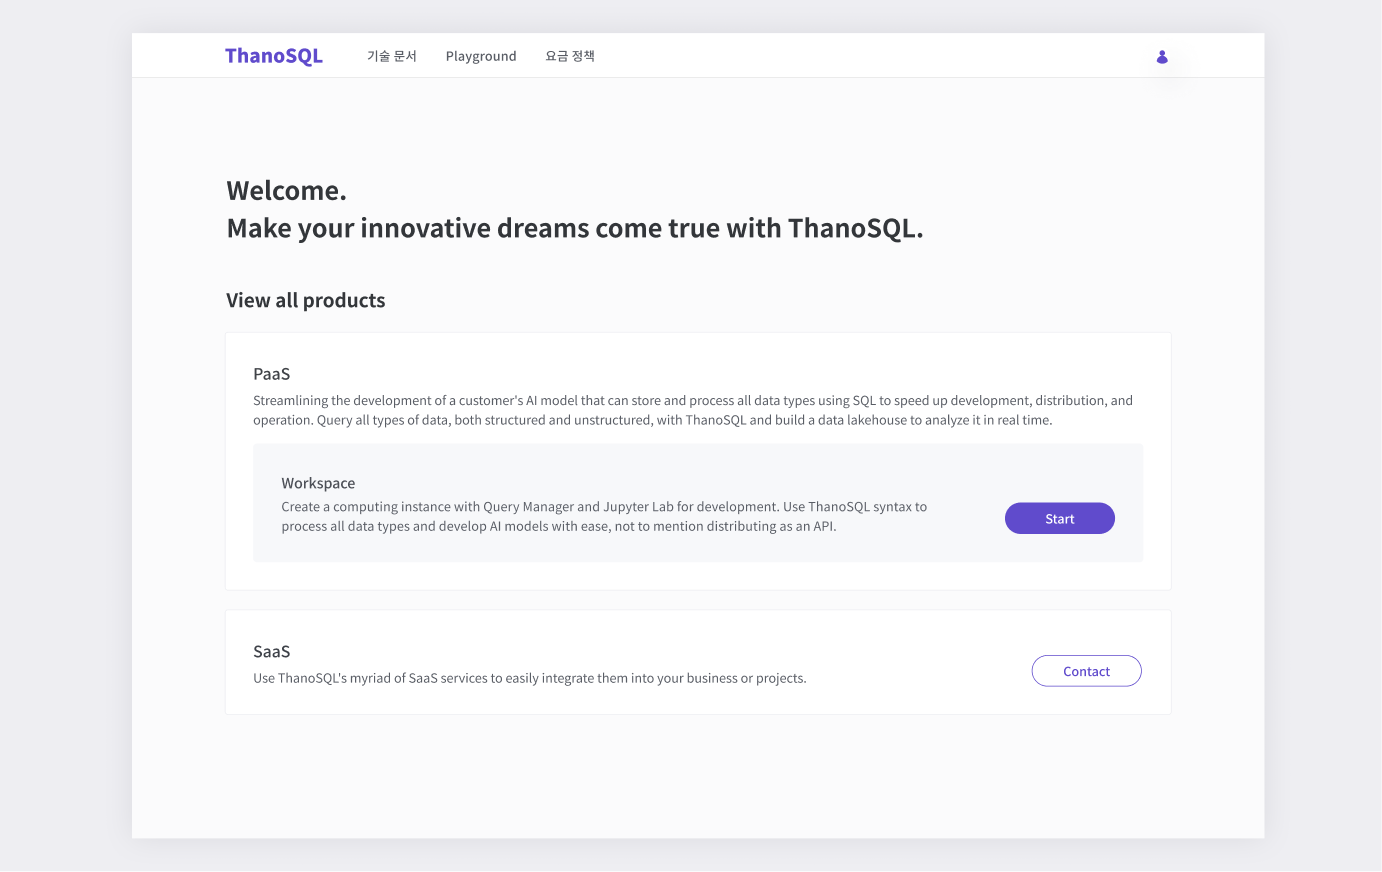 ThanoSQL 기술 문서 Playground 요금 정책
Welcome.
Make your innovative dreams come true with ThanoSQL.
View all products
PaaS
Streamlining the development of a customer's AI model that can store and process all data types using SQL to speed up development, distribution, and
operation. Query all types of data, both structured and unstructured, with ThanoSQL and build a data lakehouse to analyze it in real time.
Workspace
Create a computing instance with Query Manager and Jupyter Lab for development. Use ThanoSQL syntax to
process all data types and develop AI models with ease, not to mention distributing as an API.
Start
SaaS
Use ThanoSQL's myriad of SaaS services to easily integrate them into your business or projects.
Contact